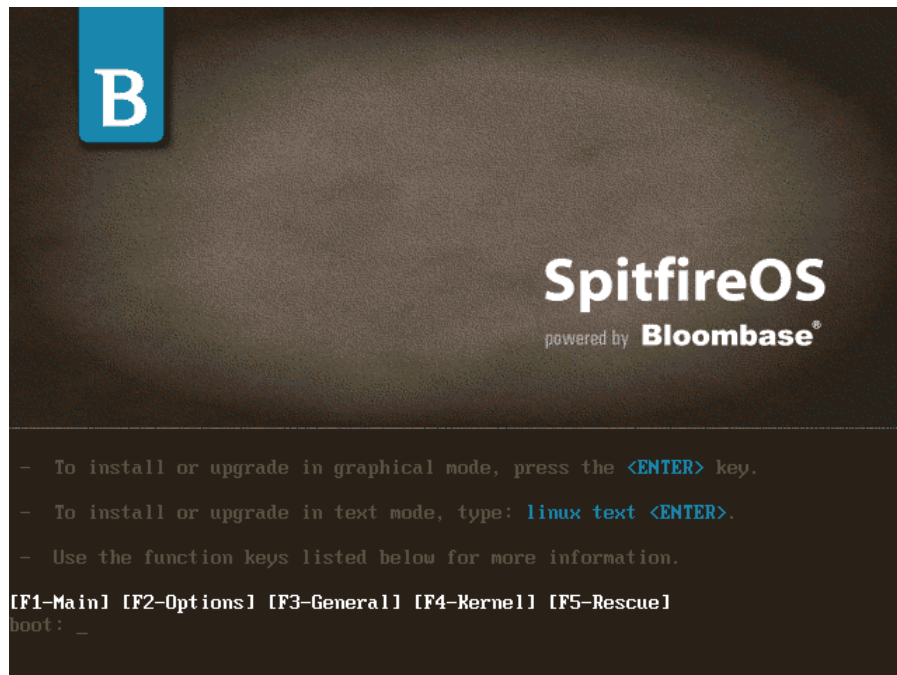 B
SpitfireOS
powered by Bloombase®
- To install or upgrade in graphical mode, press the <ENTER> key.
- To install or upgrade in text mode, type: linux text <ENTER>.
- Use the function keys listed below for more information.
[F1-Main] [F2-Options] [F3-General] [F4-Kernel] [F5-Rescue]
boot: _